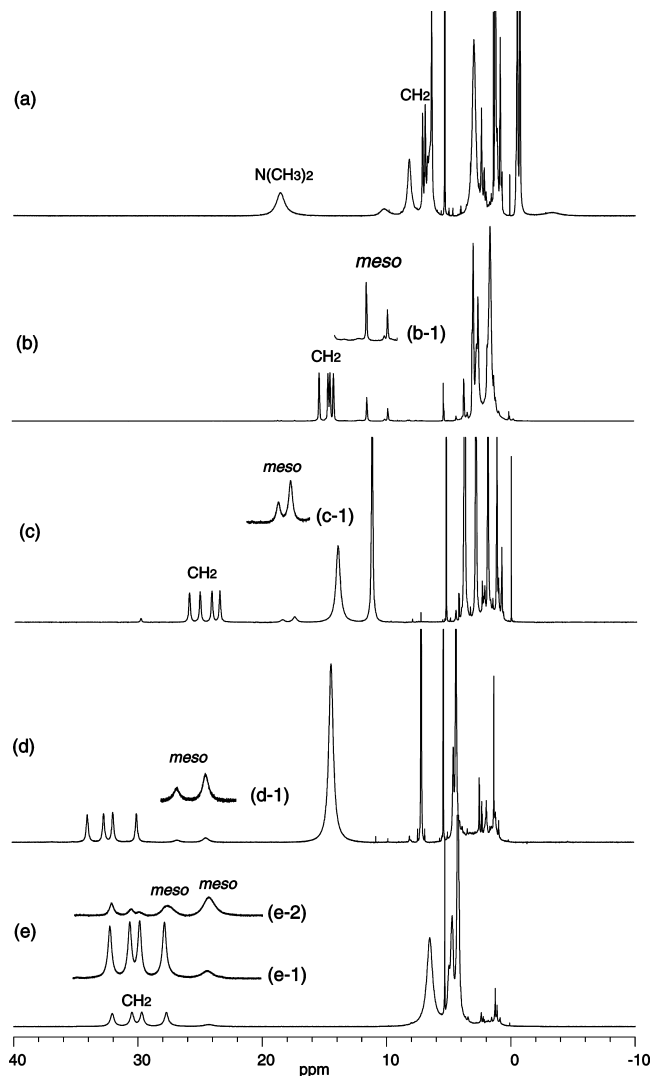 (a)
CH2
N(CH3)2
meso
(b-1)
(b)
CH2
meso
(c-1)
(c)
CH2
(d)
meso
(d-1)
meso
meso
(e-2)
(e)
(e-1)
CH2
40 30 20 10 0 -10
ppm